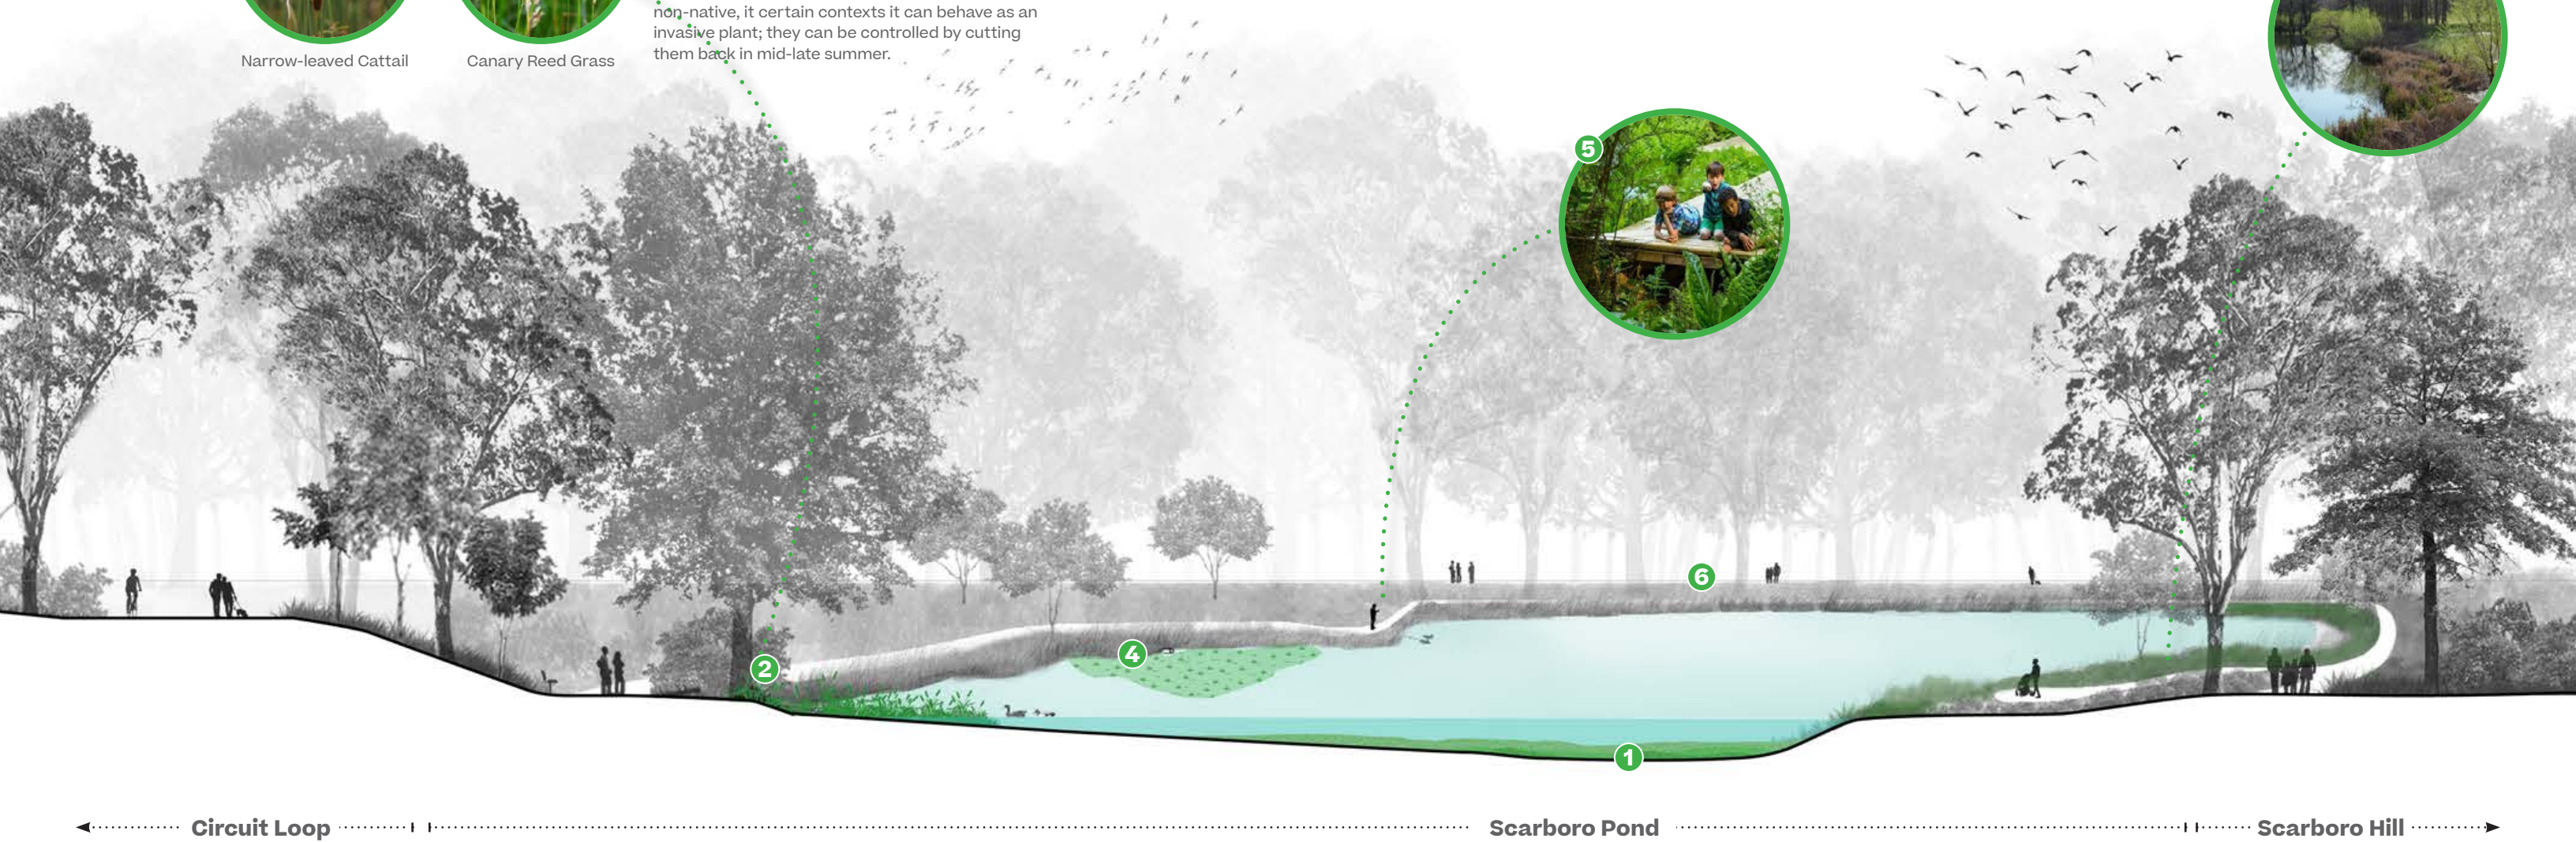 non-native, it certain contexts it can behave as an
invasive plant; they can be controlled by cutting
them back in mid-late summer.
Narrow-leaved Cattail
Canary Reed Grass
5
6
4
2
1
Circuit Loop
Scarboro Pond
Scarboro Hill